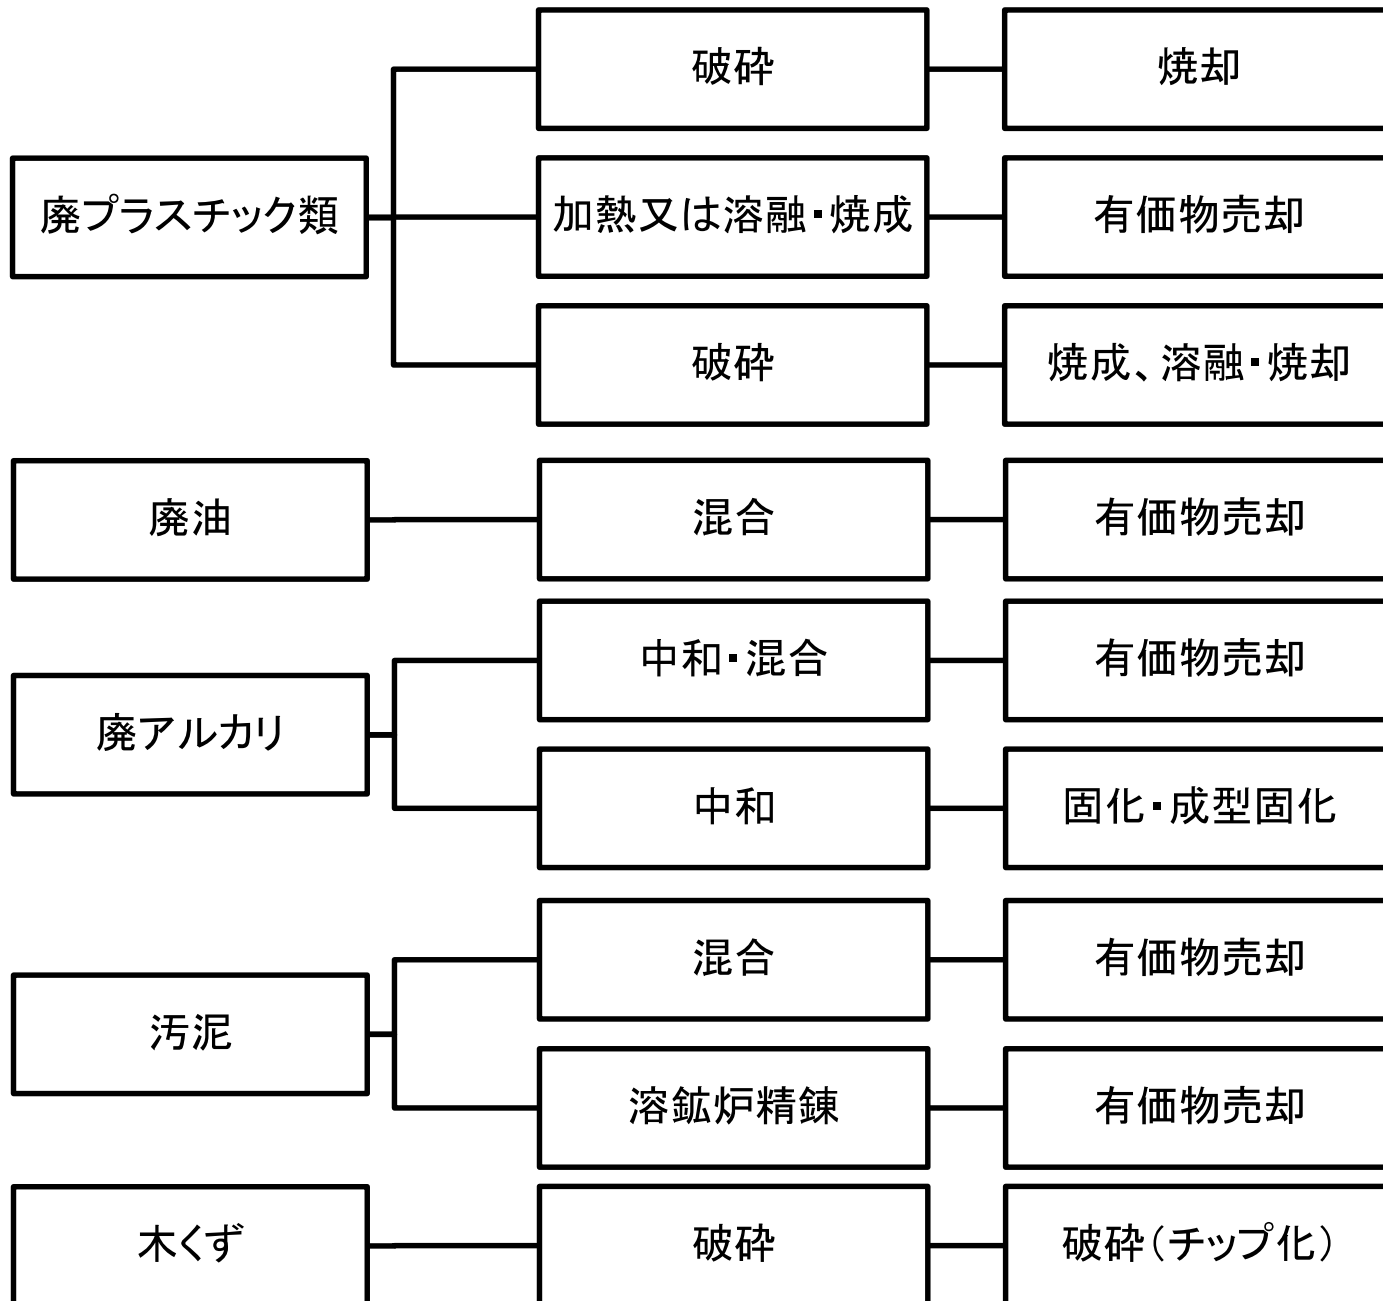 破砕
焼却
廃プラスチック類
加熱又は溶融・焼成
有価物売却
破砕
焼成、溶融・焼却
廃油
混合
有価物売却
中和・混合
有価物売却
廃アルカリ
中和
固化・成型固化
混合
有価物売却
汚泥
溶鉱炉精錬
有価物売却
木くず
破砕
破砕（チップ化）